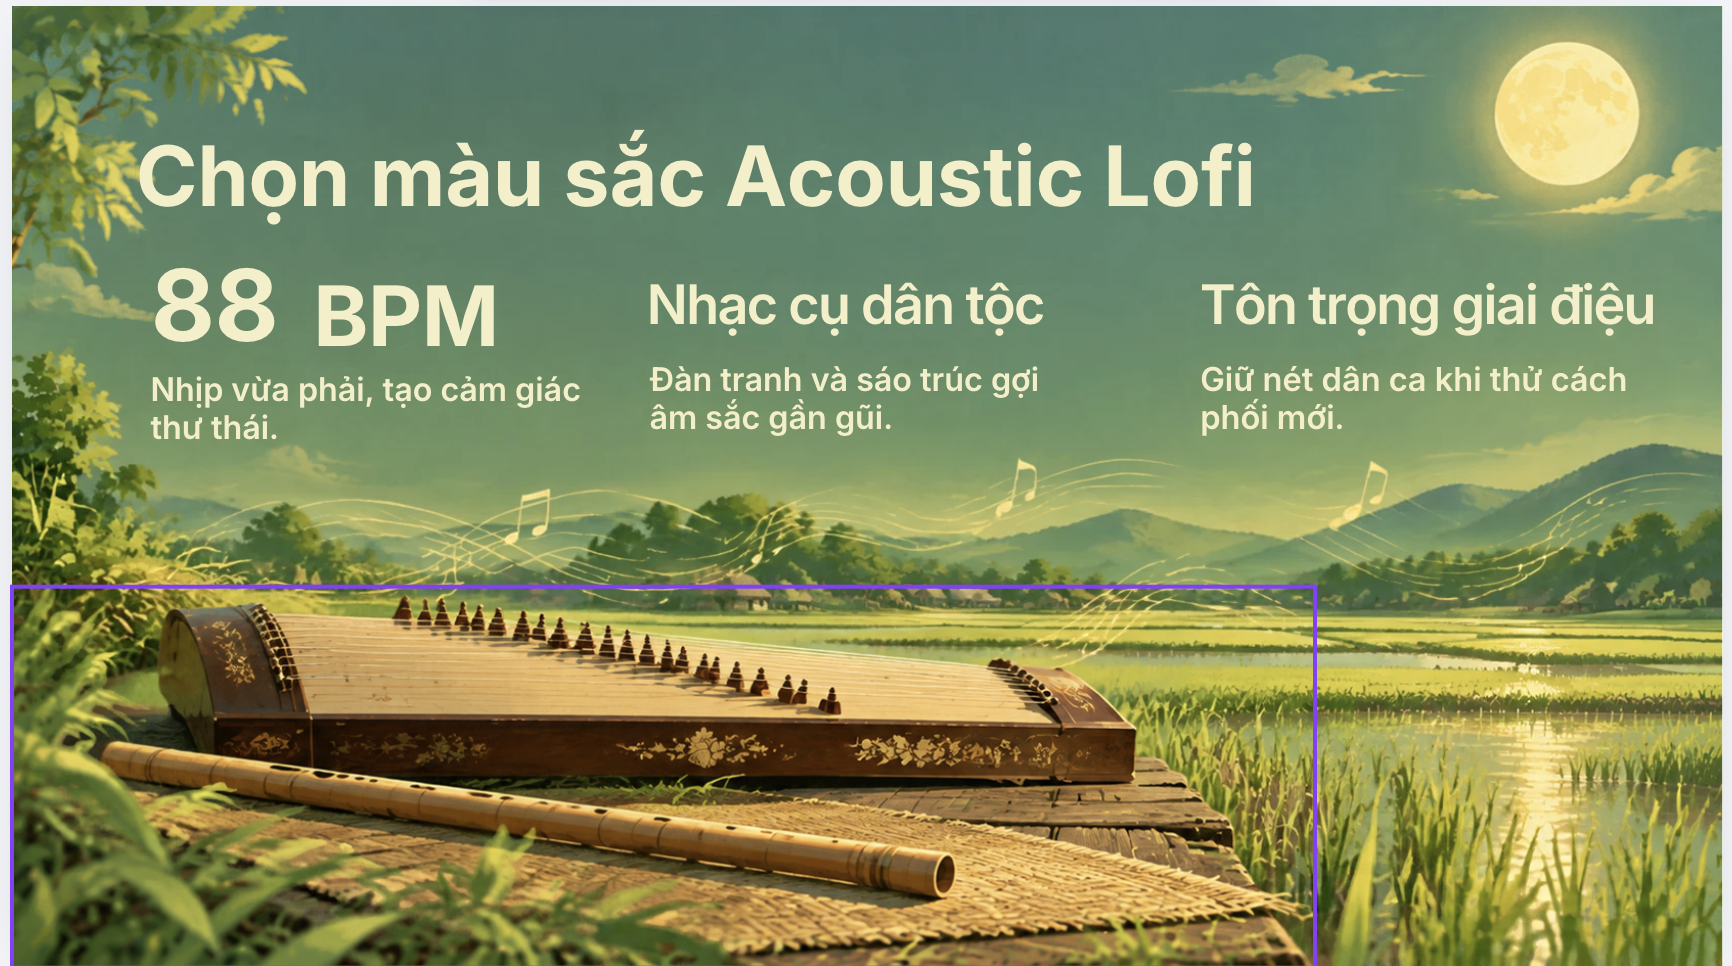 Chọn màu sắc Acoustic Lofi
88 BPM
Nhịp vừa phải, tạo cảm giác
thư thái.
Nhạc cụ dân tộc
Đàn tranh và sáo trúc gợi
âm sắc gần gũi.
Tôn trọng giai điệu
Giữ nét dân ca khi thử cách
phối mới.